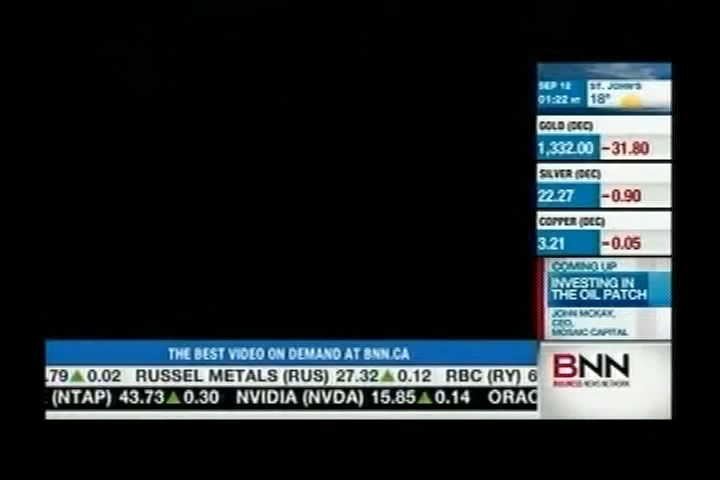 SEP 12
ST. JOHN'S
01:22 NT
18°
GOLD (DEC)
1,332.00 -31.80
SILVER (DEC)
22.27 -0.90
COPPER (DEC)
3.21 -0.05
COMING UP
INVESTING IN
THE OIL PATCH
JOHN MCKAY,
CEO,
MOSAIC CAPITAL
THE BEST VIDEO ON DEMAND AT BNN.CA
.79▲0.02 RUSSEL METALS (RUS) 27.32▲0.12 RBC (RY) 6
(NTAP) 43.73▲0.30 NVIDIA (NVDA) 15.85▲0.14 ORAC
BNN
BUSINESS NEWS NETWORK